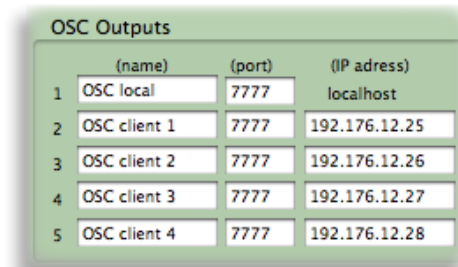 OSC Outputs
(name) (port) (IP adress)
1 OSC local 7777 localhost
2 OSC client 1 7777 192.176.12.25
3 OSC client 2 7777 192.176.12.26
4 OSC client 3 7777 192.176.12.27
5 OSC client 4 7777 192.176.12.28